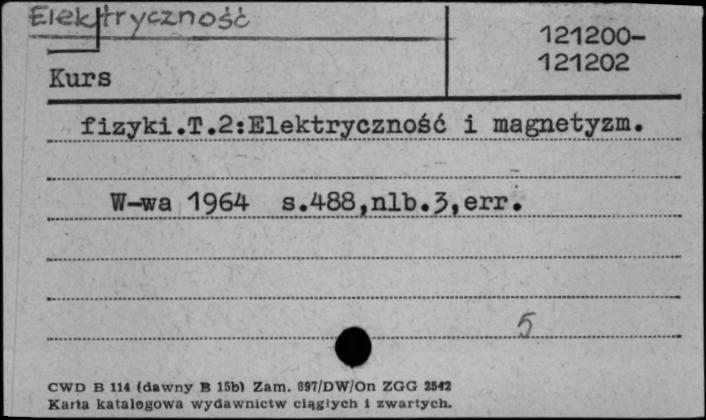 Elektryczność
121200-
121202
Kurs
fizyki.T.2:Elektryczność i magnetyzm.
W-wa 1964 s.488,nlb.3,err.
5
CWD B 114 (dawny B 15b) Zam. 897/DW/On ZGG 2542
Karta katalogowa wydawnictw ciągłych i zwartych.